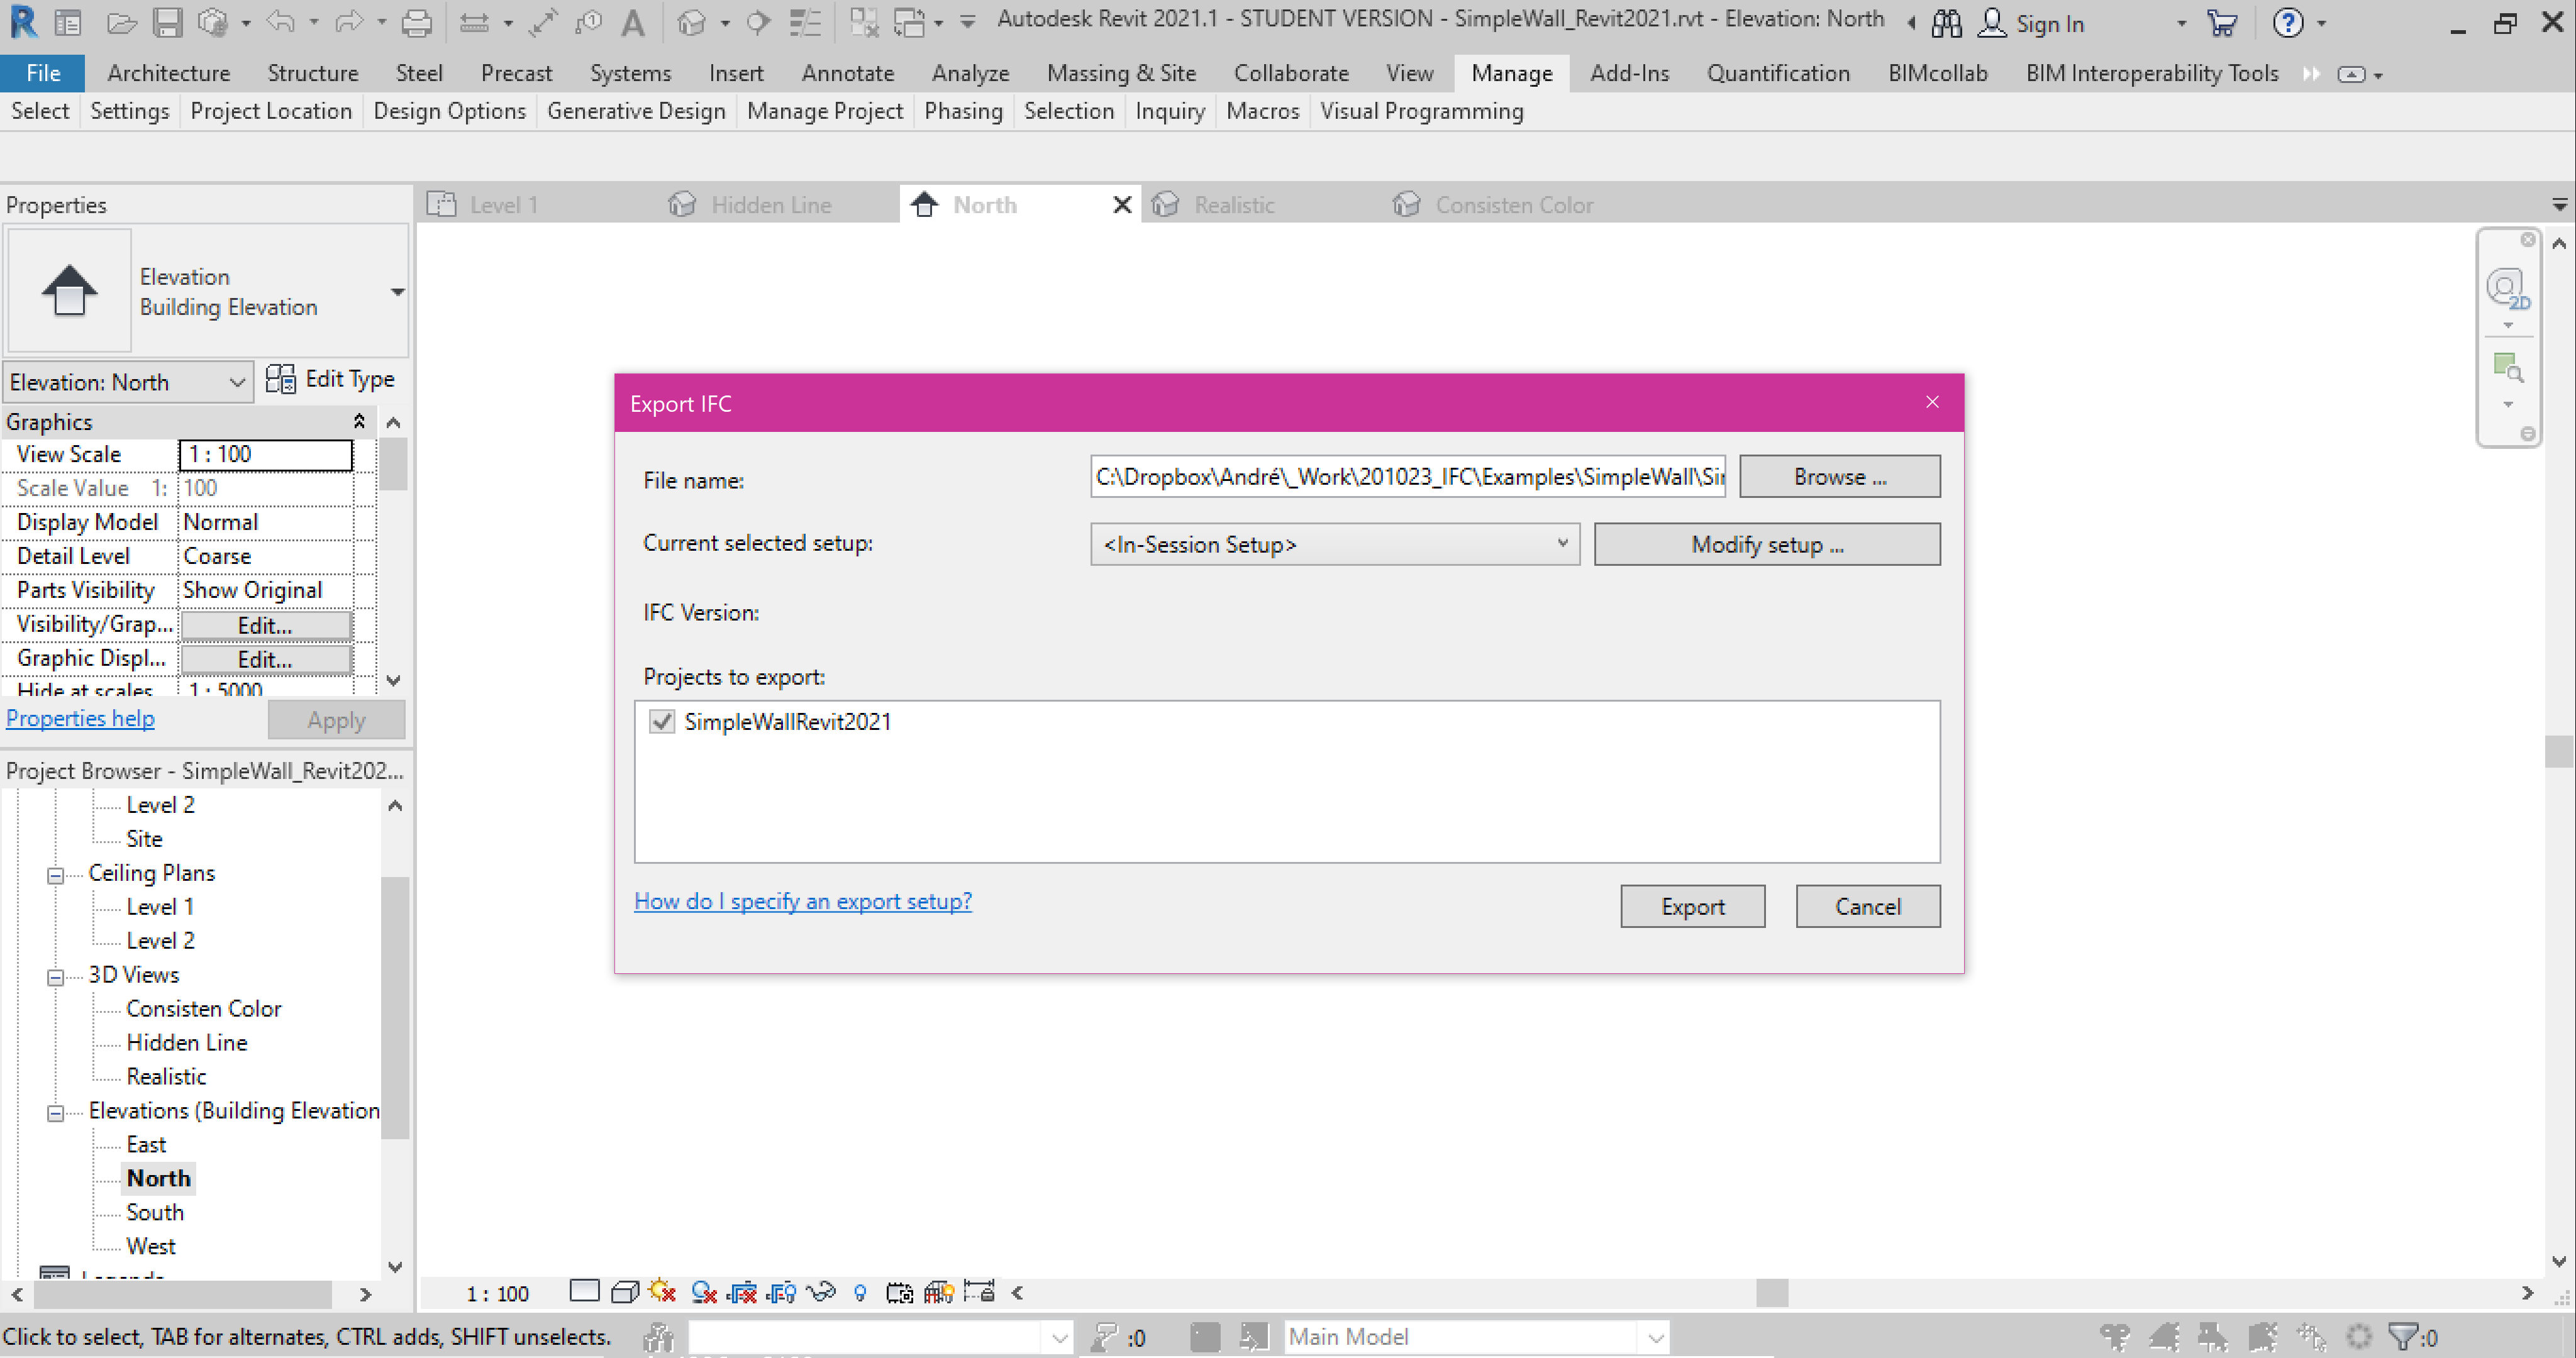 Autodesk Revit 2021.1 - STUDENT VERSION - SimpleWall_Revit2021.rvt - Elevation: North
Sign In
File Architecture Structure Steel Precast Systems Insert Annotate Analyze Massing & Site Collaborate View Manage Add-Ins Quantification BIMcollab BIM Interoperability Tools
Select Settings Project Location Design Options Generative Design Manage Project Phasing Selection Inquiry Macros Visual Programming
Properties
Level 1 Hidden Line North Realistic Consisten Color
Elevation
Building Elevation
Elevation: North Edit Type
Graphics
View Scale 1 : 100
Scale Value 1: 100
Display Model Normal
Detail Level Coarse
Parts Visibility Show Original
Visibility/Grap... Edit...
Graphic Displ... Edit...
Hide at scales 1 : 5000
Properties help Apply
Project Browser - SimpleWall_Revit202...
Level 2
Site
Ceiling Plans
Level 1
Level 2
3D Views
Consisten Color
Hidden Line
Realistic
Elevations (Building Elevation
East
North
South
West
2D
Export IFC
File name: C:\Dropbox\André\_Work\201023_IFC\Examples\SimpleWall\Si Browse ...
Current selected setup: <In-Session Setup> Modify setup ...
IFC Version:
Projects to export:
SimpleWallRevit2021
How do I specify an export setup? Export Cancel
1 : 100
Click to select, TAB for alternates, CTRL adds, SHIFT unselects. :0 Main Model :0